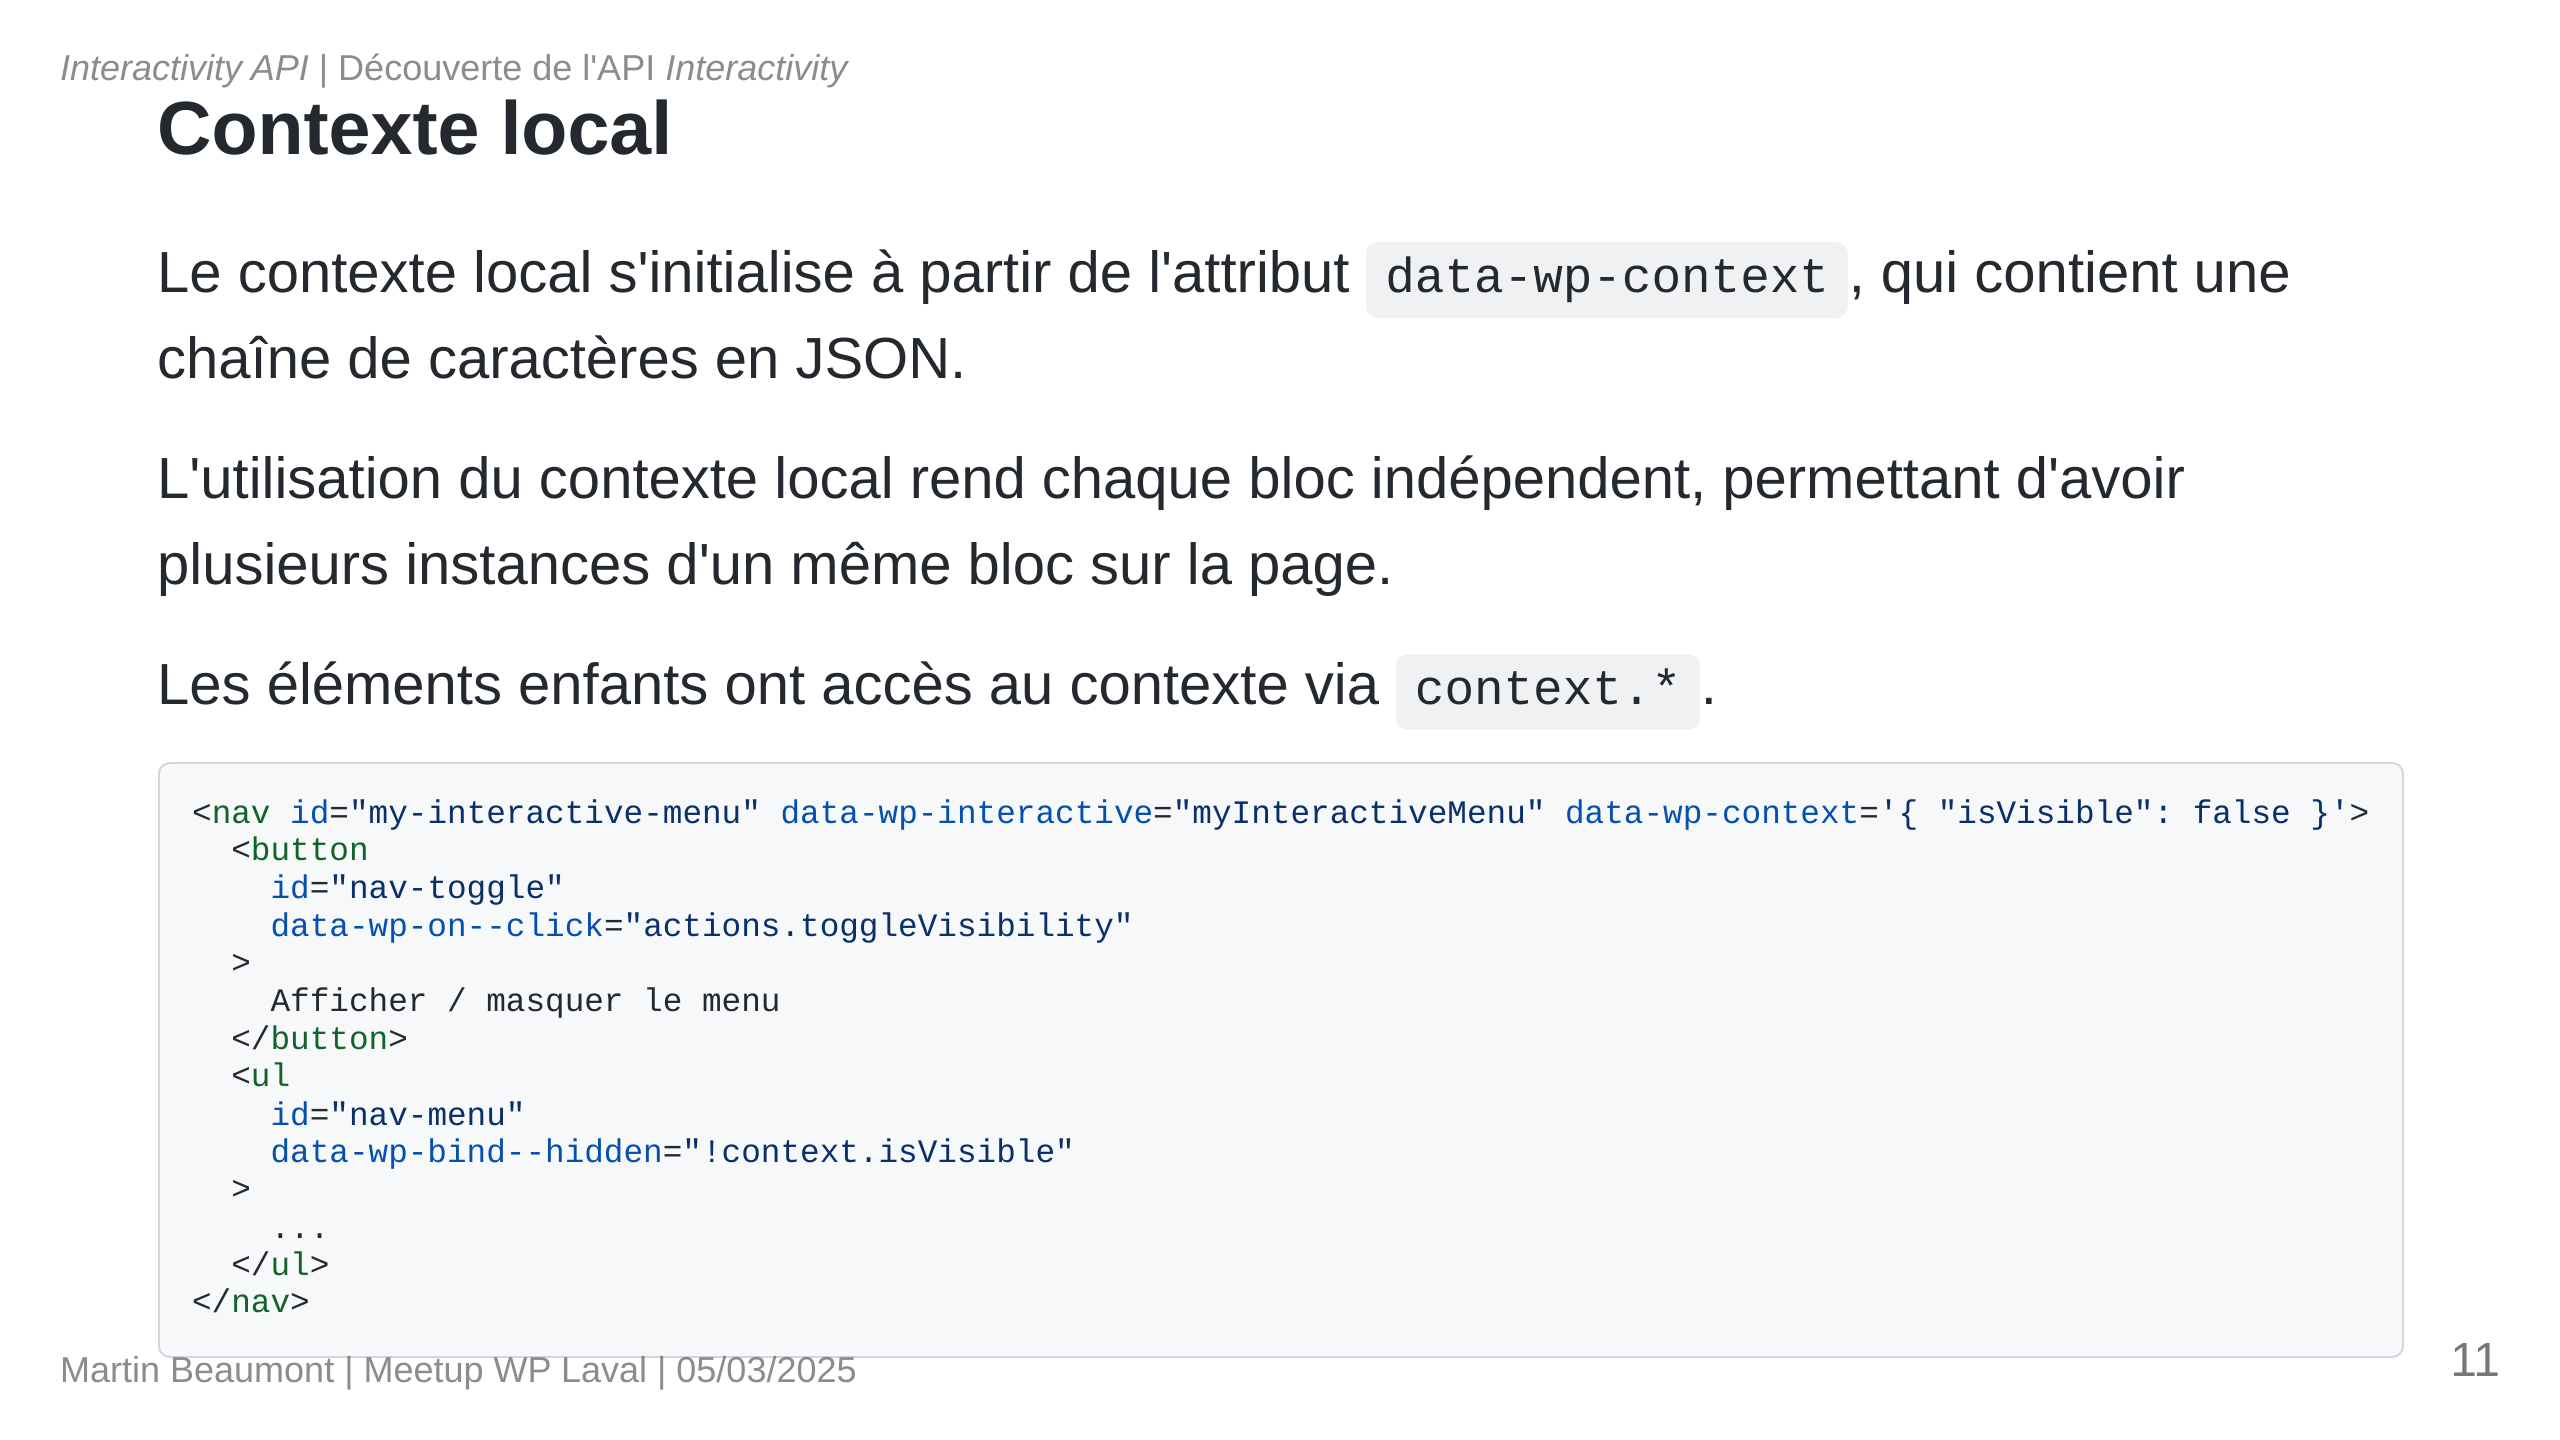 Interactivity API | Découverte de l'API Interactivity
Contexte local
Le contexte local s'initialise à partir de l'attribut data-wp-context, qui contient une
chaîne de caractères en JSON.
L'utilisation du contexte local rend chaque bloc indépendent, permettant d'avoir
plusieurs instances d'un même bloc sur la page.
Les éléments enfants ont accès au contexte via context.*.
<nav id="my-interactive-menu" data-wp-interactive="myInteractiveMenu" data-wp-context='{ "isVisible": false }'>
  <button
    id="nav-toggle"
    data-wp-on--click="actions.toggleVisibility"
  >
    Afficher / masquer le menu
  </button>
  <ul
    id="nav-menu"
    data-wp-bind--hidden="!context.isVisible"
  >
    ...
  </ul>
</nav>
Martin Beaumont | Meetup WP Laval | 05/03/2025
11